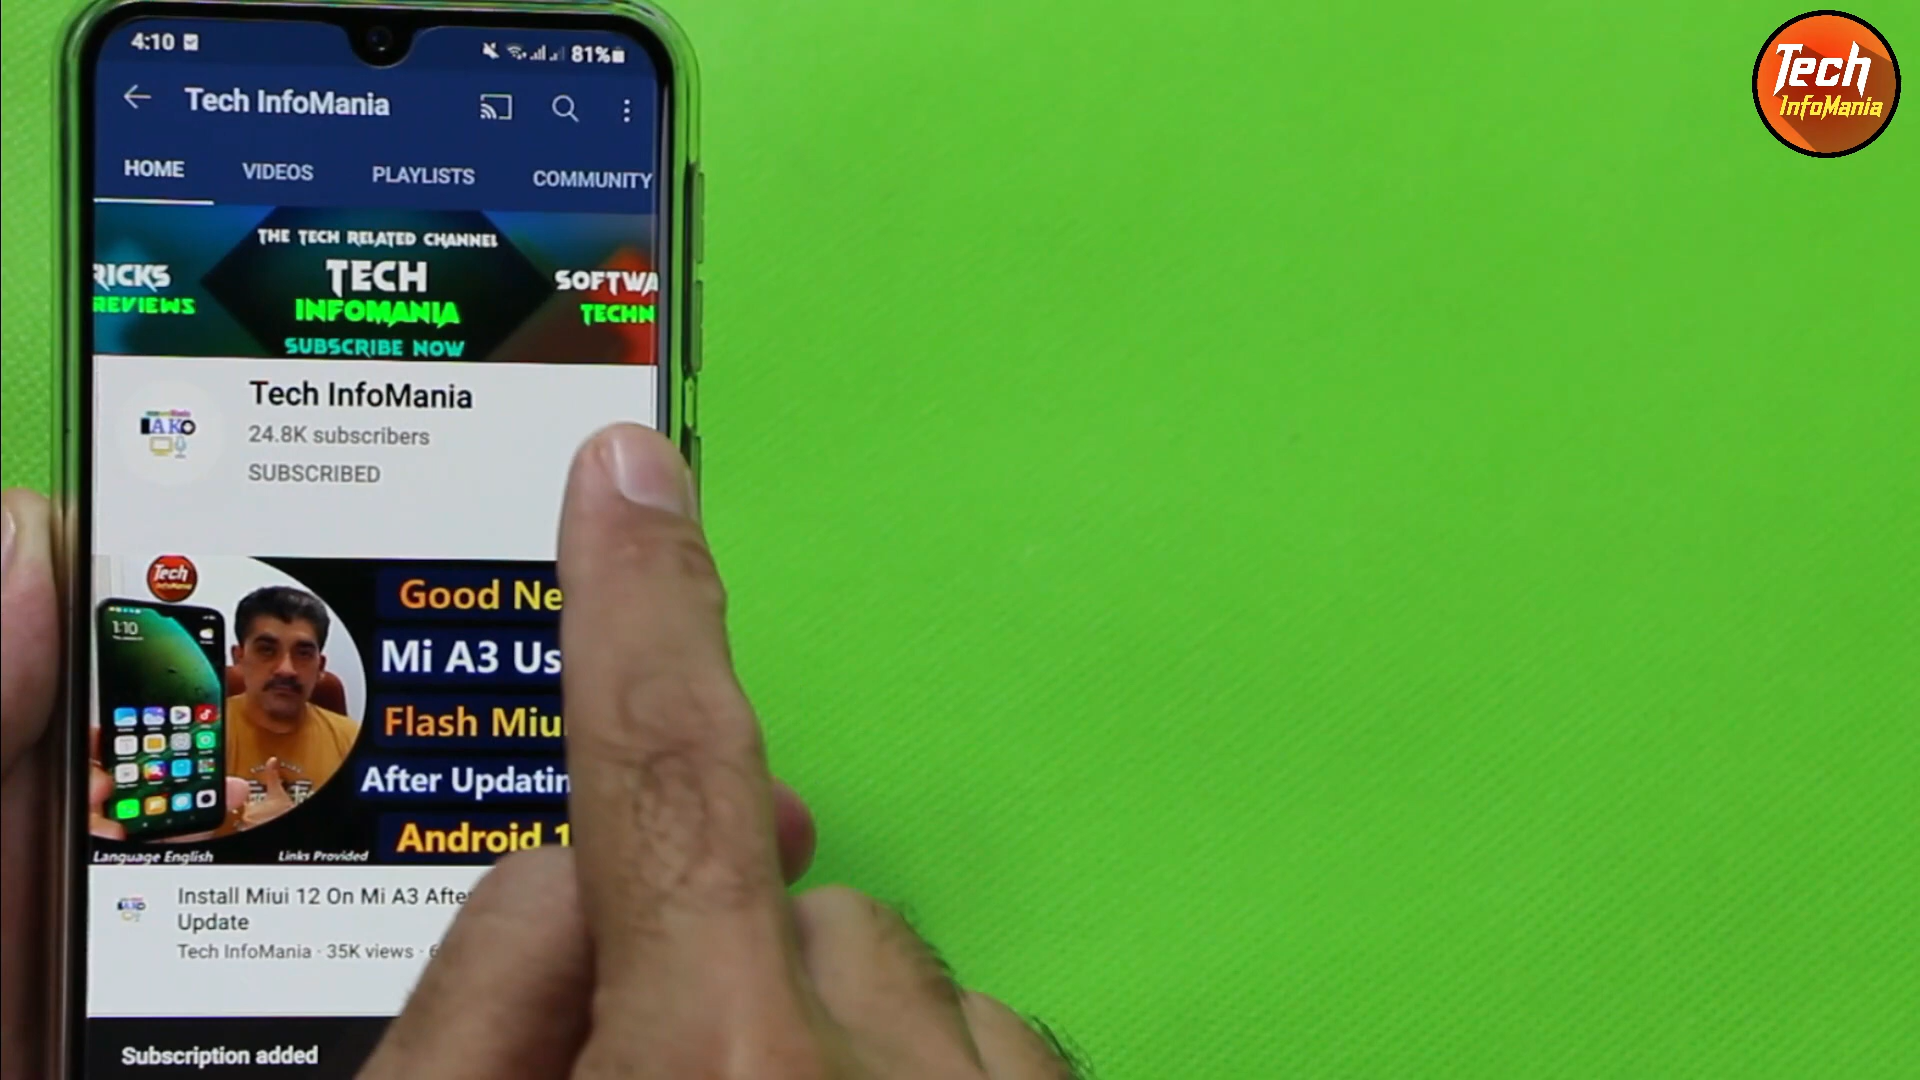 4:10
81%
Tech InfoMania
HOME VIDEOS PLAYLISTS COMMUNITY
THE TECH RELATED CHANNEL
TECH
INFOMANIA
SUBSCRIBE NOW
RICKS
REVIEWS
SOFTWA
TECHN
Tech InfoMania
24.8K subscribers
SUBSCRIBED
Tech
1:10
Good Ne
Mi A3 Us
Flash Miu
After Updatin
Android 1
Language English
Links Provided
Install Miui 12 On Mi A3 Afte
Update
Tech InfoMania · 35K views ·
Subscription added
Tech
InfoMania